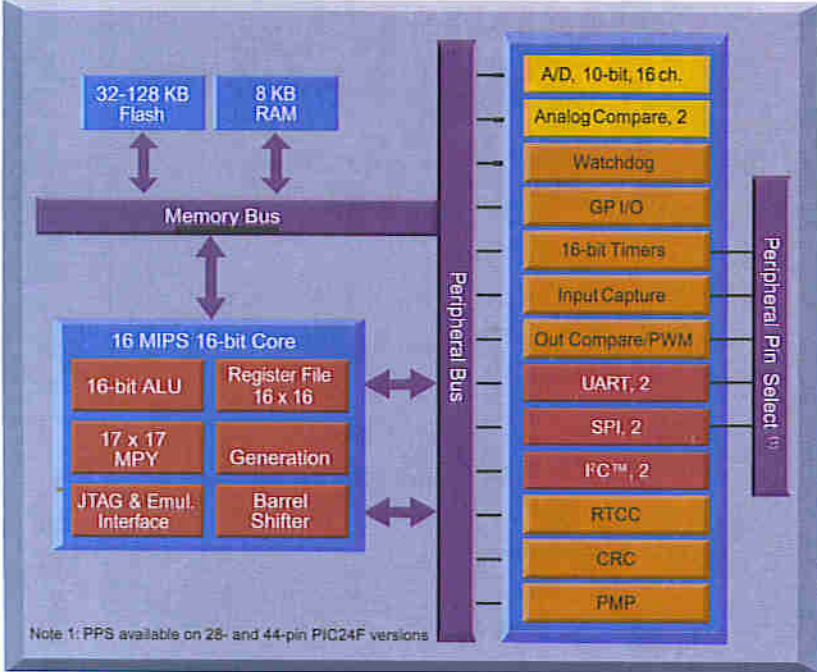 32-128 KB
Flash
8 KB
RAM
Memory Bus
16 MIPS 16-bit Core
16-bit ALU
Register File
16 x 16
17 x 17
MPY
Generation
JTAG & Emul.
Interface
Barrel
Shifter
Peripheral Bus
A/D, 10-bit, 16 ch.
Analog Compare, 2
Watchdog
GP I/O
16-bit Timers
Input Capture
Out Compare/PWM
UART, 2
SPI, 2
I²C™, 2
RTCC
CRC
PMP
Peripheral Pin Select (1)
Note 1: PPS available on 28- and 44-pin PIC24F versions